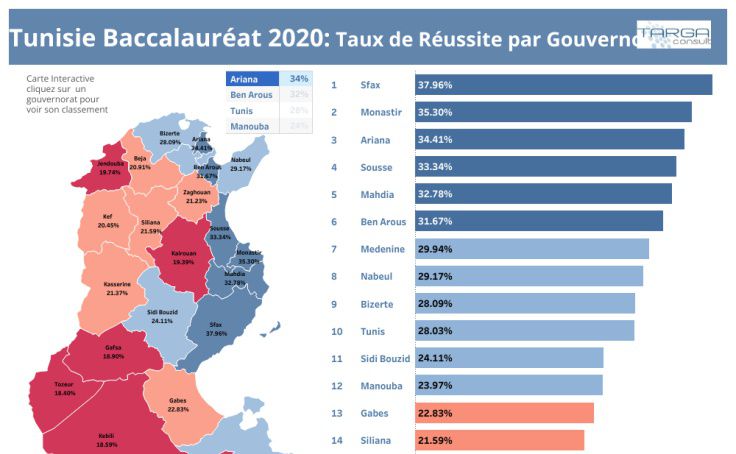 Tunisie Baccalauréat 2020: Taux de Réussite par Gouverno
TARGA
consult
Carte Interactive
cliquez sur un
gouvernorat pour
voir son classement
Ariana 34%
Ben Arous 32%
Tunis 28%
Manouba 24%
Bizerte
28.09%
Ariana
34.41%
Ben Arous
31.67%
Nabeul
29.17%
Jendouba
19.74%
Beja
20.91%
Zaghouan
21.23%
Kef
20.45%
Siliana
21.59%
Sousse
33.34%
Kairouan
19.39%
Monastir
35.30%
Mahdia
32.78%
Kasserine
21.37%
Sidi Bouzid
24.11%
Sfax
37.96%
Gafsa
18.90%
Tozeur
18.40%
Gabes
22.83%
Kebili
18.59%
1 Sfax 37.96%
2 Monastir 35.30%
3 Ariana 34.41%
4 Sousse 33.34%
5 Mahdia 32.78%
6 Ben Arous 31.67%
7 Medenine 29.94%
8 Nabeul 29.17%
9 Bizerte 28.09%
10 Tunis 28.03%
11 Sidi Bouzid 24.11%
12 Manouba 23.97%
13 Gabes 22.83%
14 Siliana 21.59%